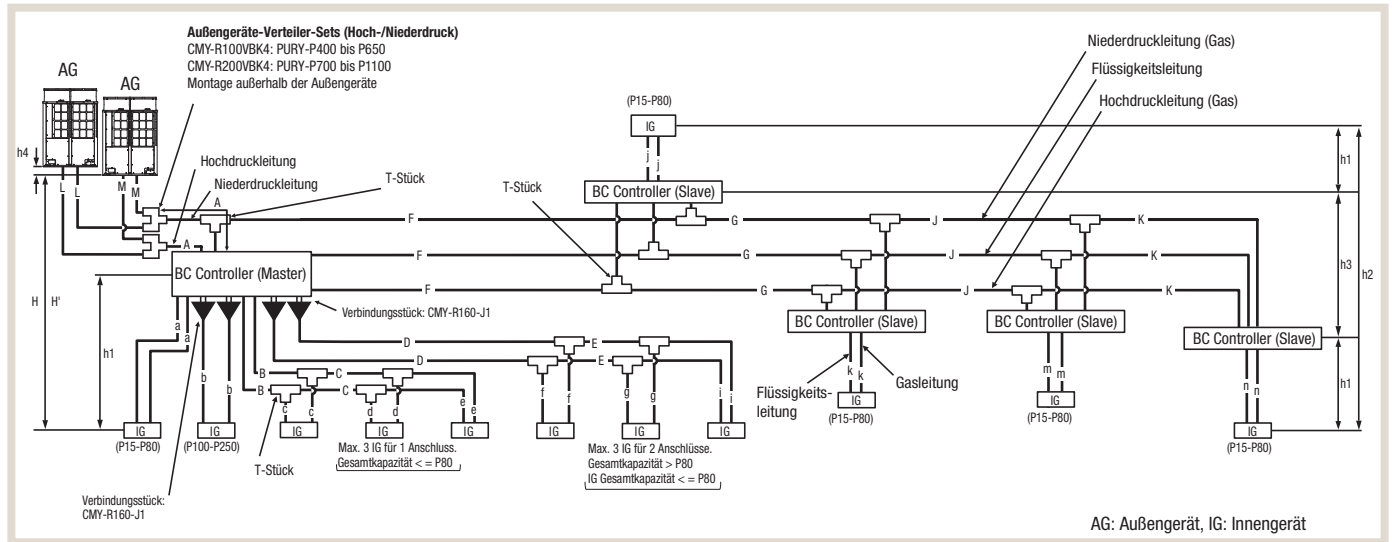 Außengeräte-Verteiler-Sets (Hoch-/Niederdruck)
CMY-R100VBK4: PURY-P400 bis P650
CMY-R200VBK4: PURY-P700 bis P1100
Montage außerhalb der Außengeräte
AG
AG
h4
L
L
M
M
Hochdruckleitung
Niederdruckleitung
T-Stück
A
A
BC Controller (Master)
H
H'
h1
a
a
b
b
Verbindungsstück: CMY-R160-J1
(P15-P80)
IG
j
j
BC Controller (Slave)
T-Stück
Niederdruckleitung (Gas)
Flüssigkeitsleitung
Hochdruckleitung (Gas)
F
G
J
K
F
G
J
K
F
G
J
K
h1
h3
h2
h1
BC Controller (Slave)
BC Controller (Slave)
BC Controller (Slave)
D
E
D
E
B
C
B
C
c
c
d
d
e
e
f
f
g
g
i
i
Flüssigkeits-
leitung
k
k
Gasleitung
m
m
n
n
IG
(P15-P80)
IG
(P15-P80)
IG
(P15-P80)
IG
(P15-P80)
IG
(P100-P250)
IG
IG
IG
IG
IG
IG
T-Stück
Max. 3 IG für 1 Anschluss.
Gesamtkapazität < = P80
Max. 3 IG für 2 Anschlüsse.
Gesamtkapazität > P80
IG Gesamtkapazität < = P80
Verbindungsstück:
CMY-R160-J1
AG: Außengerät, IG: Innengerät